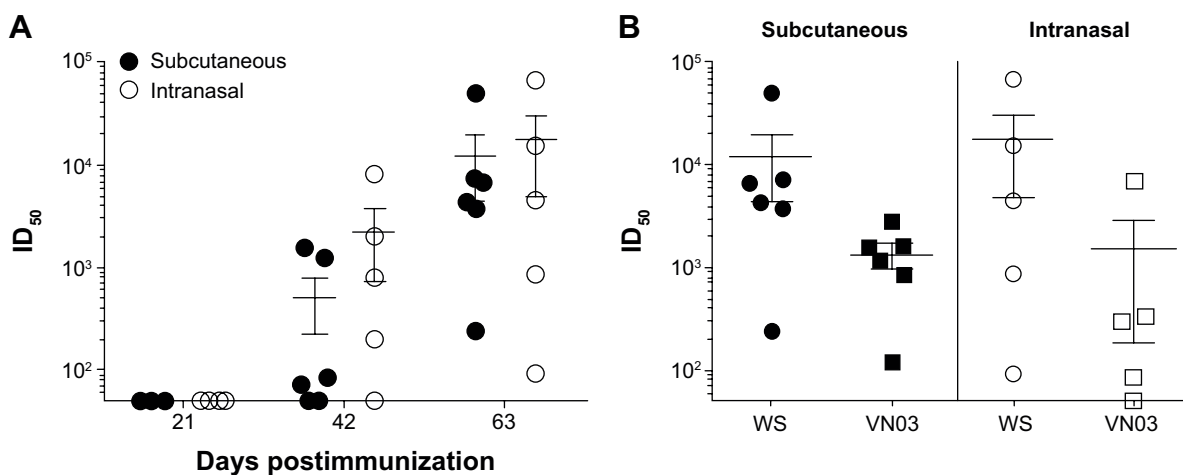 A
Subcutaneous
Intranasal
10⁵
10⁴
10³
10²
ID₅₀
21 42 63
Days postimmunization
B
Subcutaneous Intranasal
10⁵
10⁴
10³
10²
ID₅₀
WS VN03 WS VN03